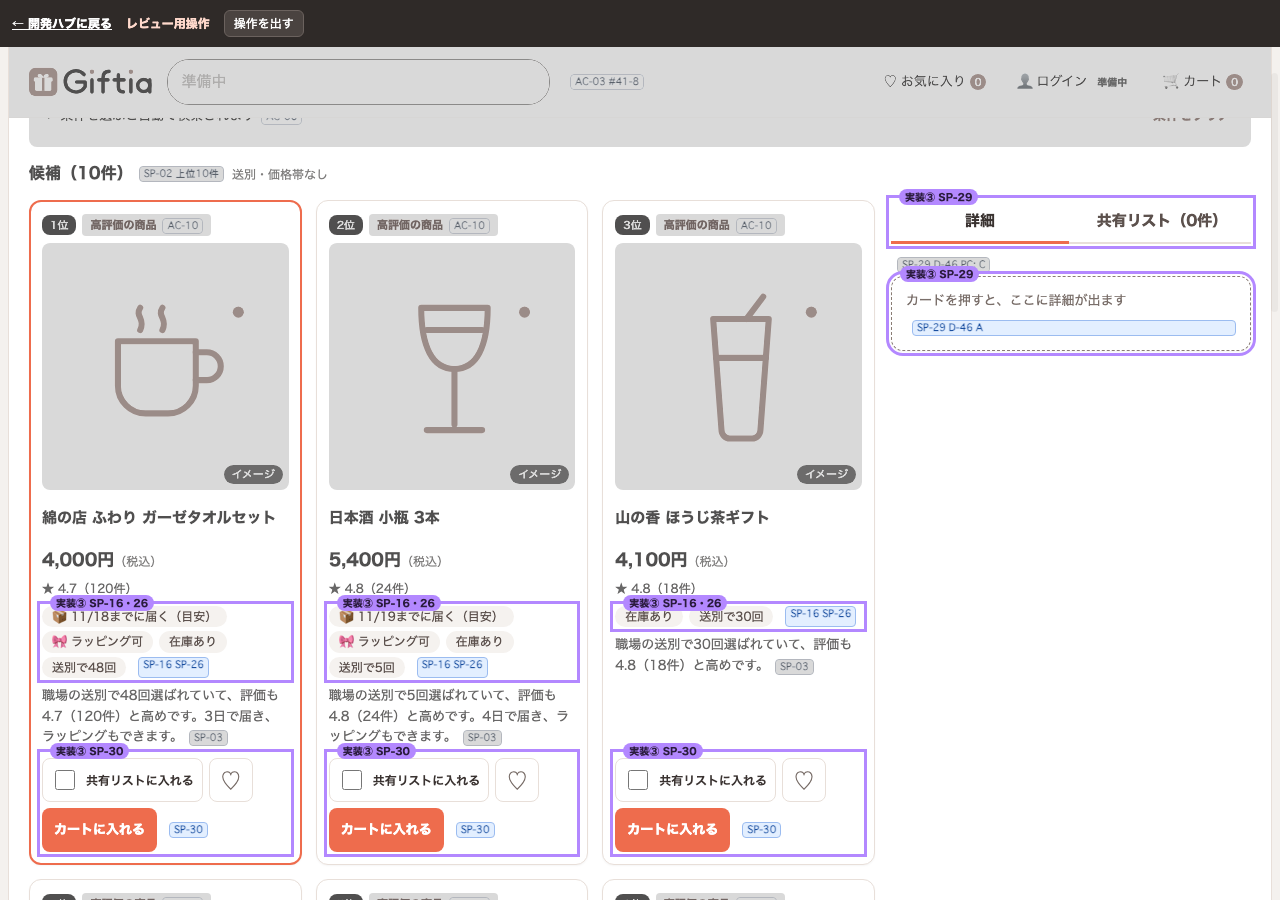 ← 開発ハブに戻る レビュー用操作 操作を出す
Giftia 準備中 AC-03 #41-8 ♡ お気に入り 0 ログイン 準備中 カート 0
候補（10件） SP-02 上位10件 送別・価格帯なし
実装③ SP-29
詳細 共有リスト（0件）
SP-29 D-46 PC: C
実装③ SP-29
カードを押すと、ここに詳細が出ます
SP-29 D-46 A
1位 高評価の商品 AC-10
イメージ
綿の店 ふわり ガーゼタオルセット
4,000円（税込）
★ 4.7（120件）
実装③ SP-16・26
11/18までに届く（目安）
ラッピング可 在庫あり
送別で48回 SP-16 SP-26
職場の送別で48回選ばれていて、評価も
4.7（120件）と高めです。3日で届き、
ラッピングもできます。 SP-03
実装③ SP-30
共有リストに入れる ♡
カートに入れる SP-30
2位 高評価の商品 AC-10
イメージ
日本酒 小瓶 3本
5,400円（税込）
★ 4.8（24件）
実装③ SP-16・26
11/19までに届く（目安）
ラッピング可 在庫あり
送別で5回 SP-16 SP-26
職場の送別で5回選ばれていて、評価も
4.8（24件）と高めです。4日で届き、ラ
ッピングもできます。 SP-03
実装③ SP-30
共有リストに入れる ♡
カートに入れる SP-30
3位 高評価の商品 AC-10
イメージ
山の香 ほうじ茶ギフト
4,100円（税込）
★ 4.8（18件）
実装③ SP-16・26
在庫あり 送別で30回 SP-16 SP-26
職場の送別で30回選ばれていて、評価も
4.8（18件）と高めです。 SP-03
実装③ SP-30
共有リストに入れる ♡
カートに入れる SP-30